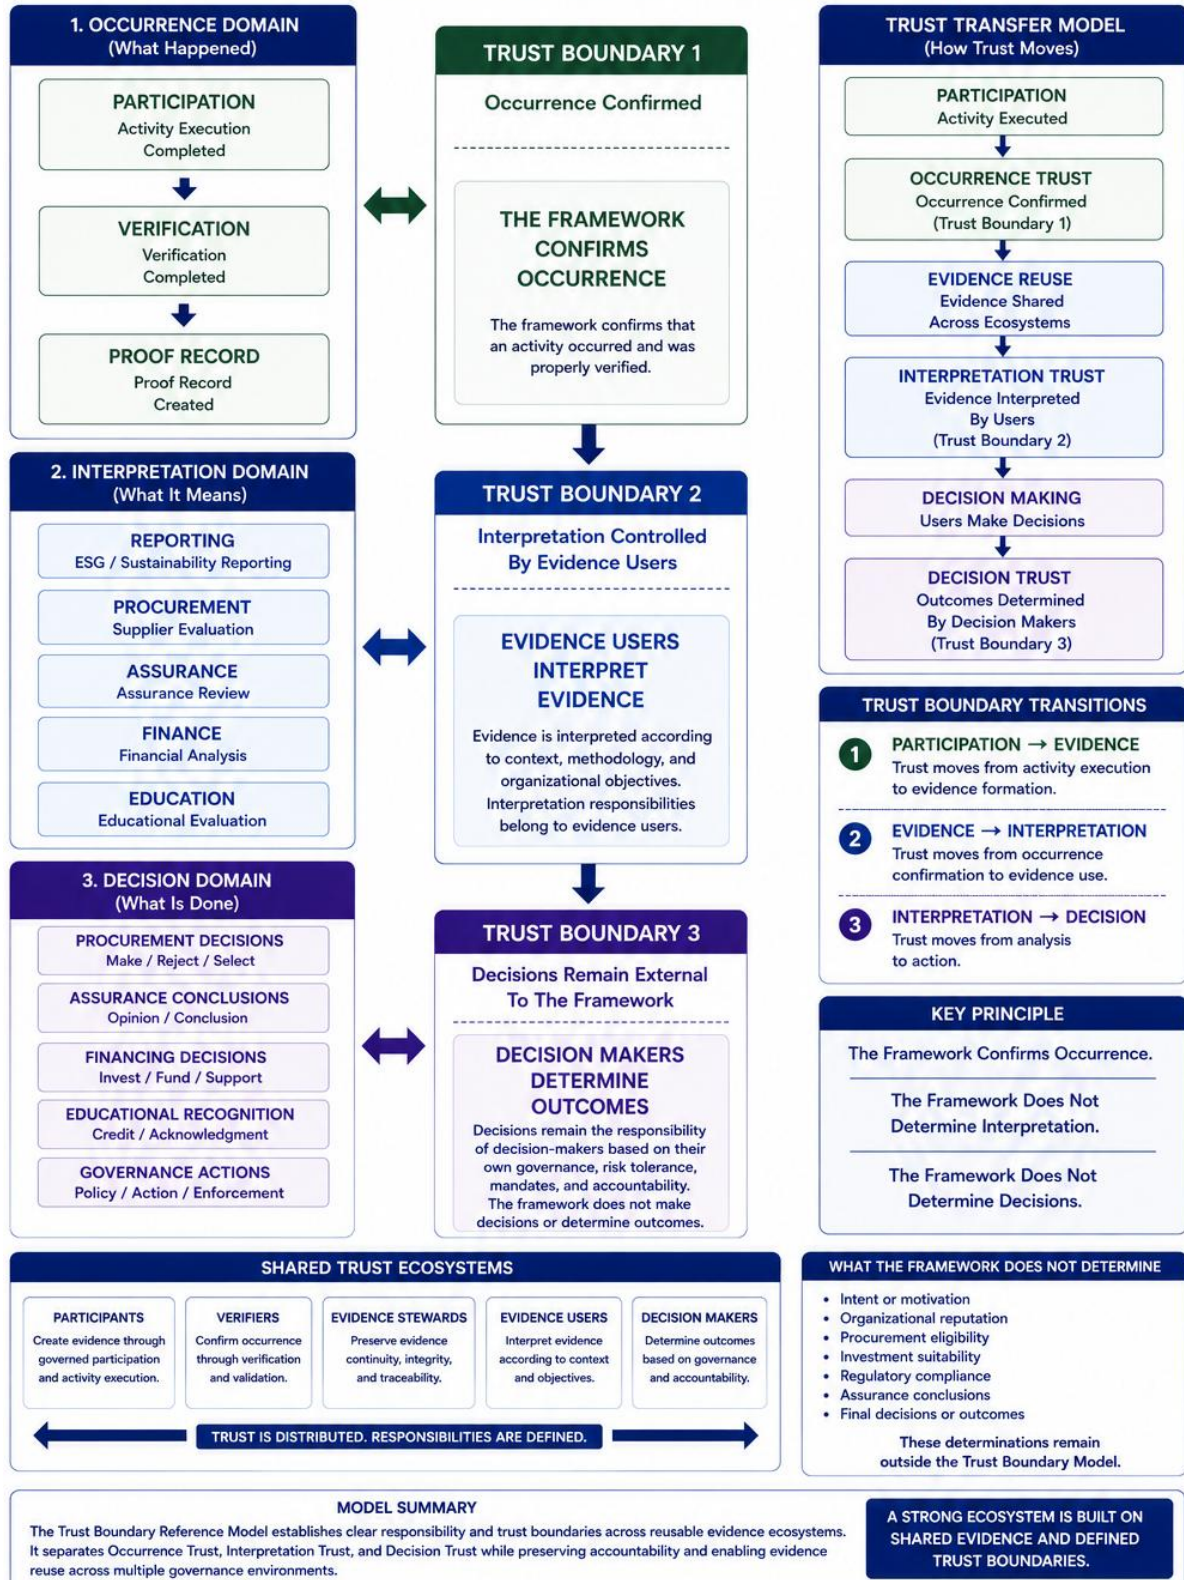 1. OCCURRENCE DOMAIN
(What Happened)
PARTICIPATION
Activity Execution
Completed
VERIFICATION
Verification
Completed
PROOF RECORD
Proof Record
Created
TRUST BOUNDARY 1
Occurrence Confirmed
THE FRAMEWORK
CONFIRMS
OCCURRENCE
The framework confirms that
an activity occurred and was
properly verified.
2. INTERPRETATION DOMAIN
(What It Means)
REPORTING
ESG / Sustainability Reporting
PROCUREMENT
Supplier Evaluation
ASSURANCE
Assurance Review
FINANCE
Financial Analysis
EDUCATION
Educational Evaluation
TRUST BOUNDARY 2
Interpretation Controlled
By Evidence Users
EVIDENCE USERS
INTERPRET
EVIDENCE
Evidence is interpreted according
to context, methodology, and
organizational objectives.
Interpretation responsibilities
belong to evidence users.
3. DECISION DOMAIN
(What Is Done)
PROCUREMENT DECISIONS
Make / Reject / Select
ASSURANCE CONCLUSIONS
Opinion / Conclusion
FINANCING DECISIONS
Invest / Fund / Support
EDUCATIONAL RECOGNITION
Credit / Acknowledgment
GOVERNANCE ACTIONS
Policy / Action / Enforcement
TRUST BOUNDARY 3
Decisions Remain External
To The Framework
DECISION MAKERS
DETERMINE
OUTCOMES
Decisions remain the responsibility
of decision-makers based on their
own governance, risk tolerance,
mandates, and accountability.
The framework does not make
decisions or determine outcomes.
TRUST TRANSFER MODEL
(How Trust Moves)
PARTICIPATION
Activity Executed
OCCURRENCE TRUST
Occurrence Confirmed
(Trust Boundary 1)
EVIDENCE REUSE
Evidence Shared
Across Ecosystems
INTERPRETATION TRUST
Evidence Interpreted
By Users
(Trust Boundary 2)
DECISION MAKING
Users Make Decisions
DECISION TRUST
Outcomes Determined
By Decision Makers
(Trust Boundary 3)
TRUST BOUNDARY TRANSITIONS
1 PARTICIPATION → EVIDENCE
Trust moves from activity execution
to evidence formation.
2 EVIDENCE → INTERPRETATION
Trust moves from occurrence
confirmation to evidence use.
3 INTERPRETATION → DECISION
Trust moves from analysis
to action.
KEY PRINCIPLE
The Framework Confirms Occurrence.
The Framework Does Not
Determine Interpretation.
The Framework Does Not
Determine Decisions.
SHARED TRUST ECOSYSTEMS
PARTICIPANTS
Create evidence through
governed participation
and activity execution.
VERIFIERS
Confirm occurrence
through verification
and validation.
EVIDENCE STEWARDS
Preserve evidence
continuity, integrity,
and traceability.
EVIDENCE USERS
Interpret evidence
according to context
and objectives.
DECISION MAKERS
Determine outcomes
based on governance
and accountability.
TRUST IS DISTRIBUTED. RESPONSIBILITIES ARE DEFINED.
WHAT THE FRAMEWORK DOES NOT DETERMINE
• Intent or motivation
• Organizational reputation
• Procurement eligibility
• Investment suitability
• Regulatory compliance
• Assurance conclusions
• Final decisions or outcomes
These determinations remain
outside the Trust Boundary Model.
MODEL SUMMARY
The Trust Boundary Reference Model establishes clear responsibility and trust boundaries across reusable evidence ecosystems.
It separates Occurrence Trust, Interpretation Trust, and Decision Trust while preserving accountability and enabling evidence
reuse across multiple governance environments.
A STRONG ECOSYSTEM IS BUILT ON
SHARED EVIDENCE AND DEFINED
TRUST BOUNDARIES.